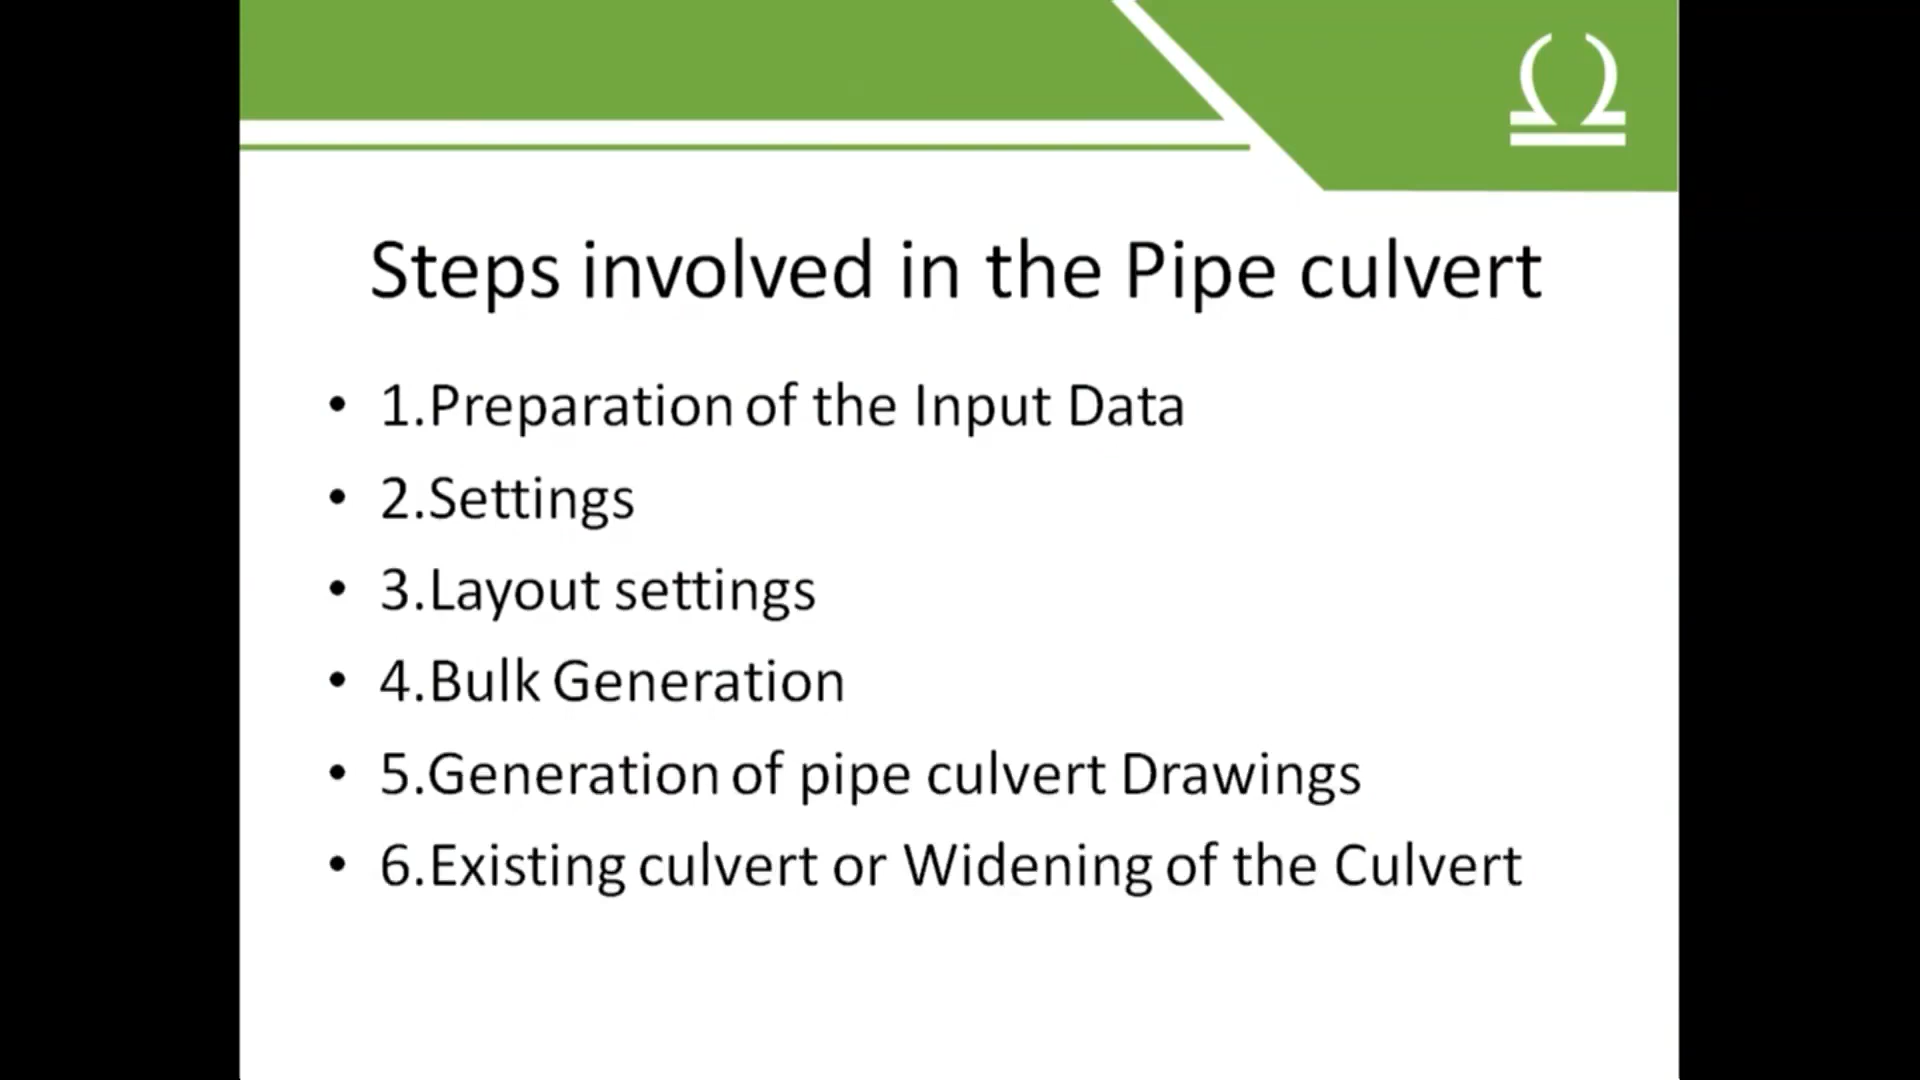 Steps involved in the Pipe culvert
• 1.Preparation of the Input Data
• 2.Settings
• 3.Layout settings
• 4.Bulk Generation
• 5.Generation of pipe culvert Drawings
• 6.Existing culvert or Widening of the Culvert